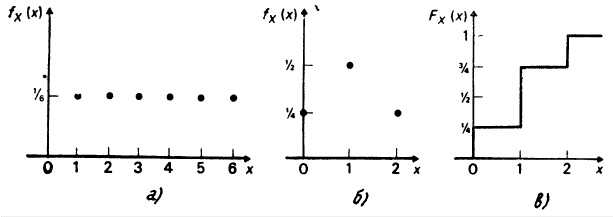 f_X (x)
⅙
0 1 2 3 4 5 6 x
а)
f_X (x)
½
¼
0 1 2 x
б)
F_X (x)
1
¾
½
¼
0 1 2 x
в)